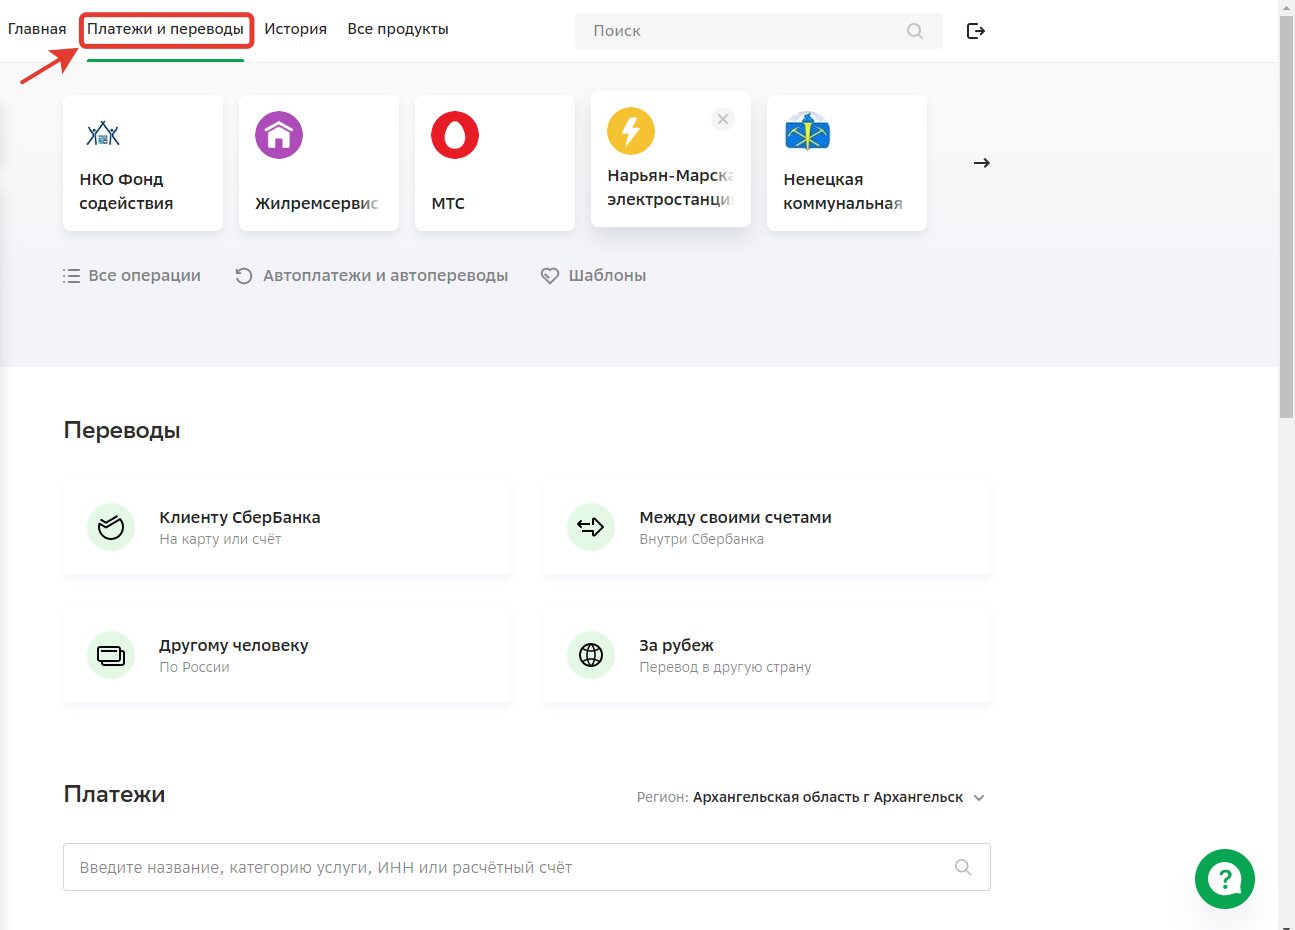 Главная Платежи и переводы История Все продукты Поиск
НКО Фонд
содействия
Жилремсервис
МТС
Нарьян-Марска
электростанци
Ненецкая
коммунальная
Все операции Автоплатежи и автопереводы Шаблоны
Переводы
Клиенту СберБанка
На карту или счёт
Между своими счетами
Внутри Сбербанка
Другому человеку
По России
За рубеж
Перевод в другую страну
Платежи
Регион: Архангельская область г Архангельск
Введите название, категорию услуги, ИНН или расчётный счёт
?